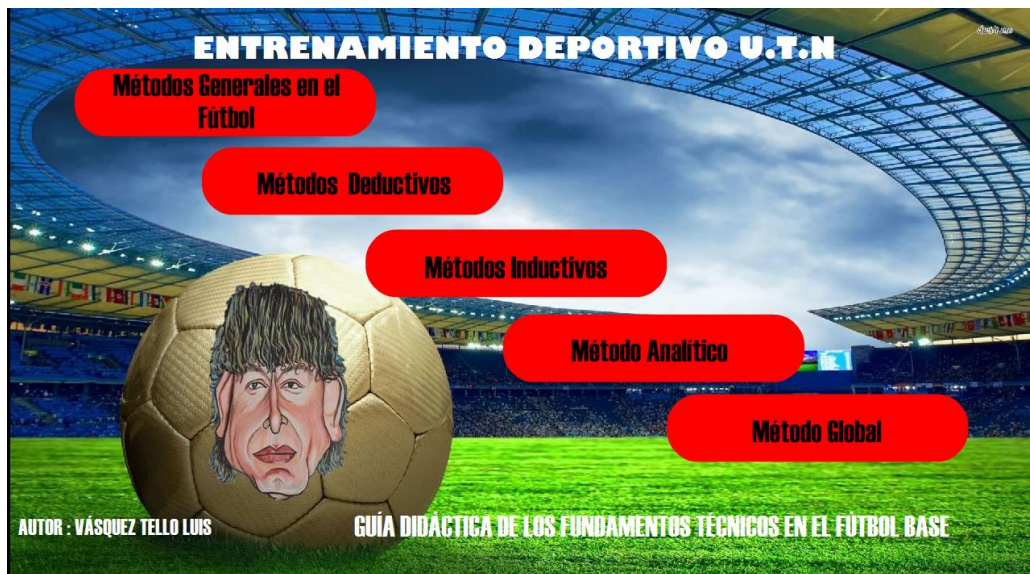 ENTRENAMIENTO DEPORTIVO U.T.N
Métodos Generales en el
Fútbol
Métodos Deductivos
Métodos Inductivos
Método Analítico
Método Global
AUTOR : VÁSQUEZ TELLO LUIS
GUÍA DIDÁCTICA DE LOS FUNDAMENTOS TÉCNICOS EN EL FÚTBOL BASE